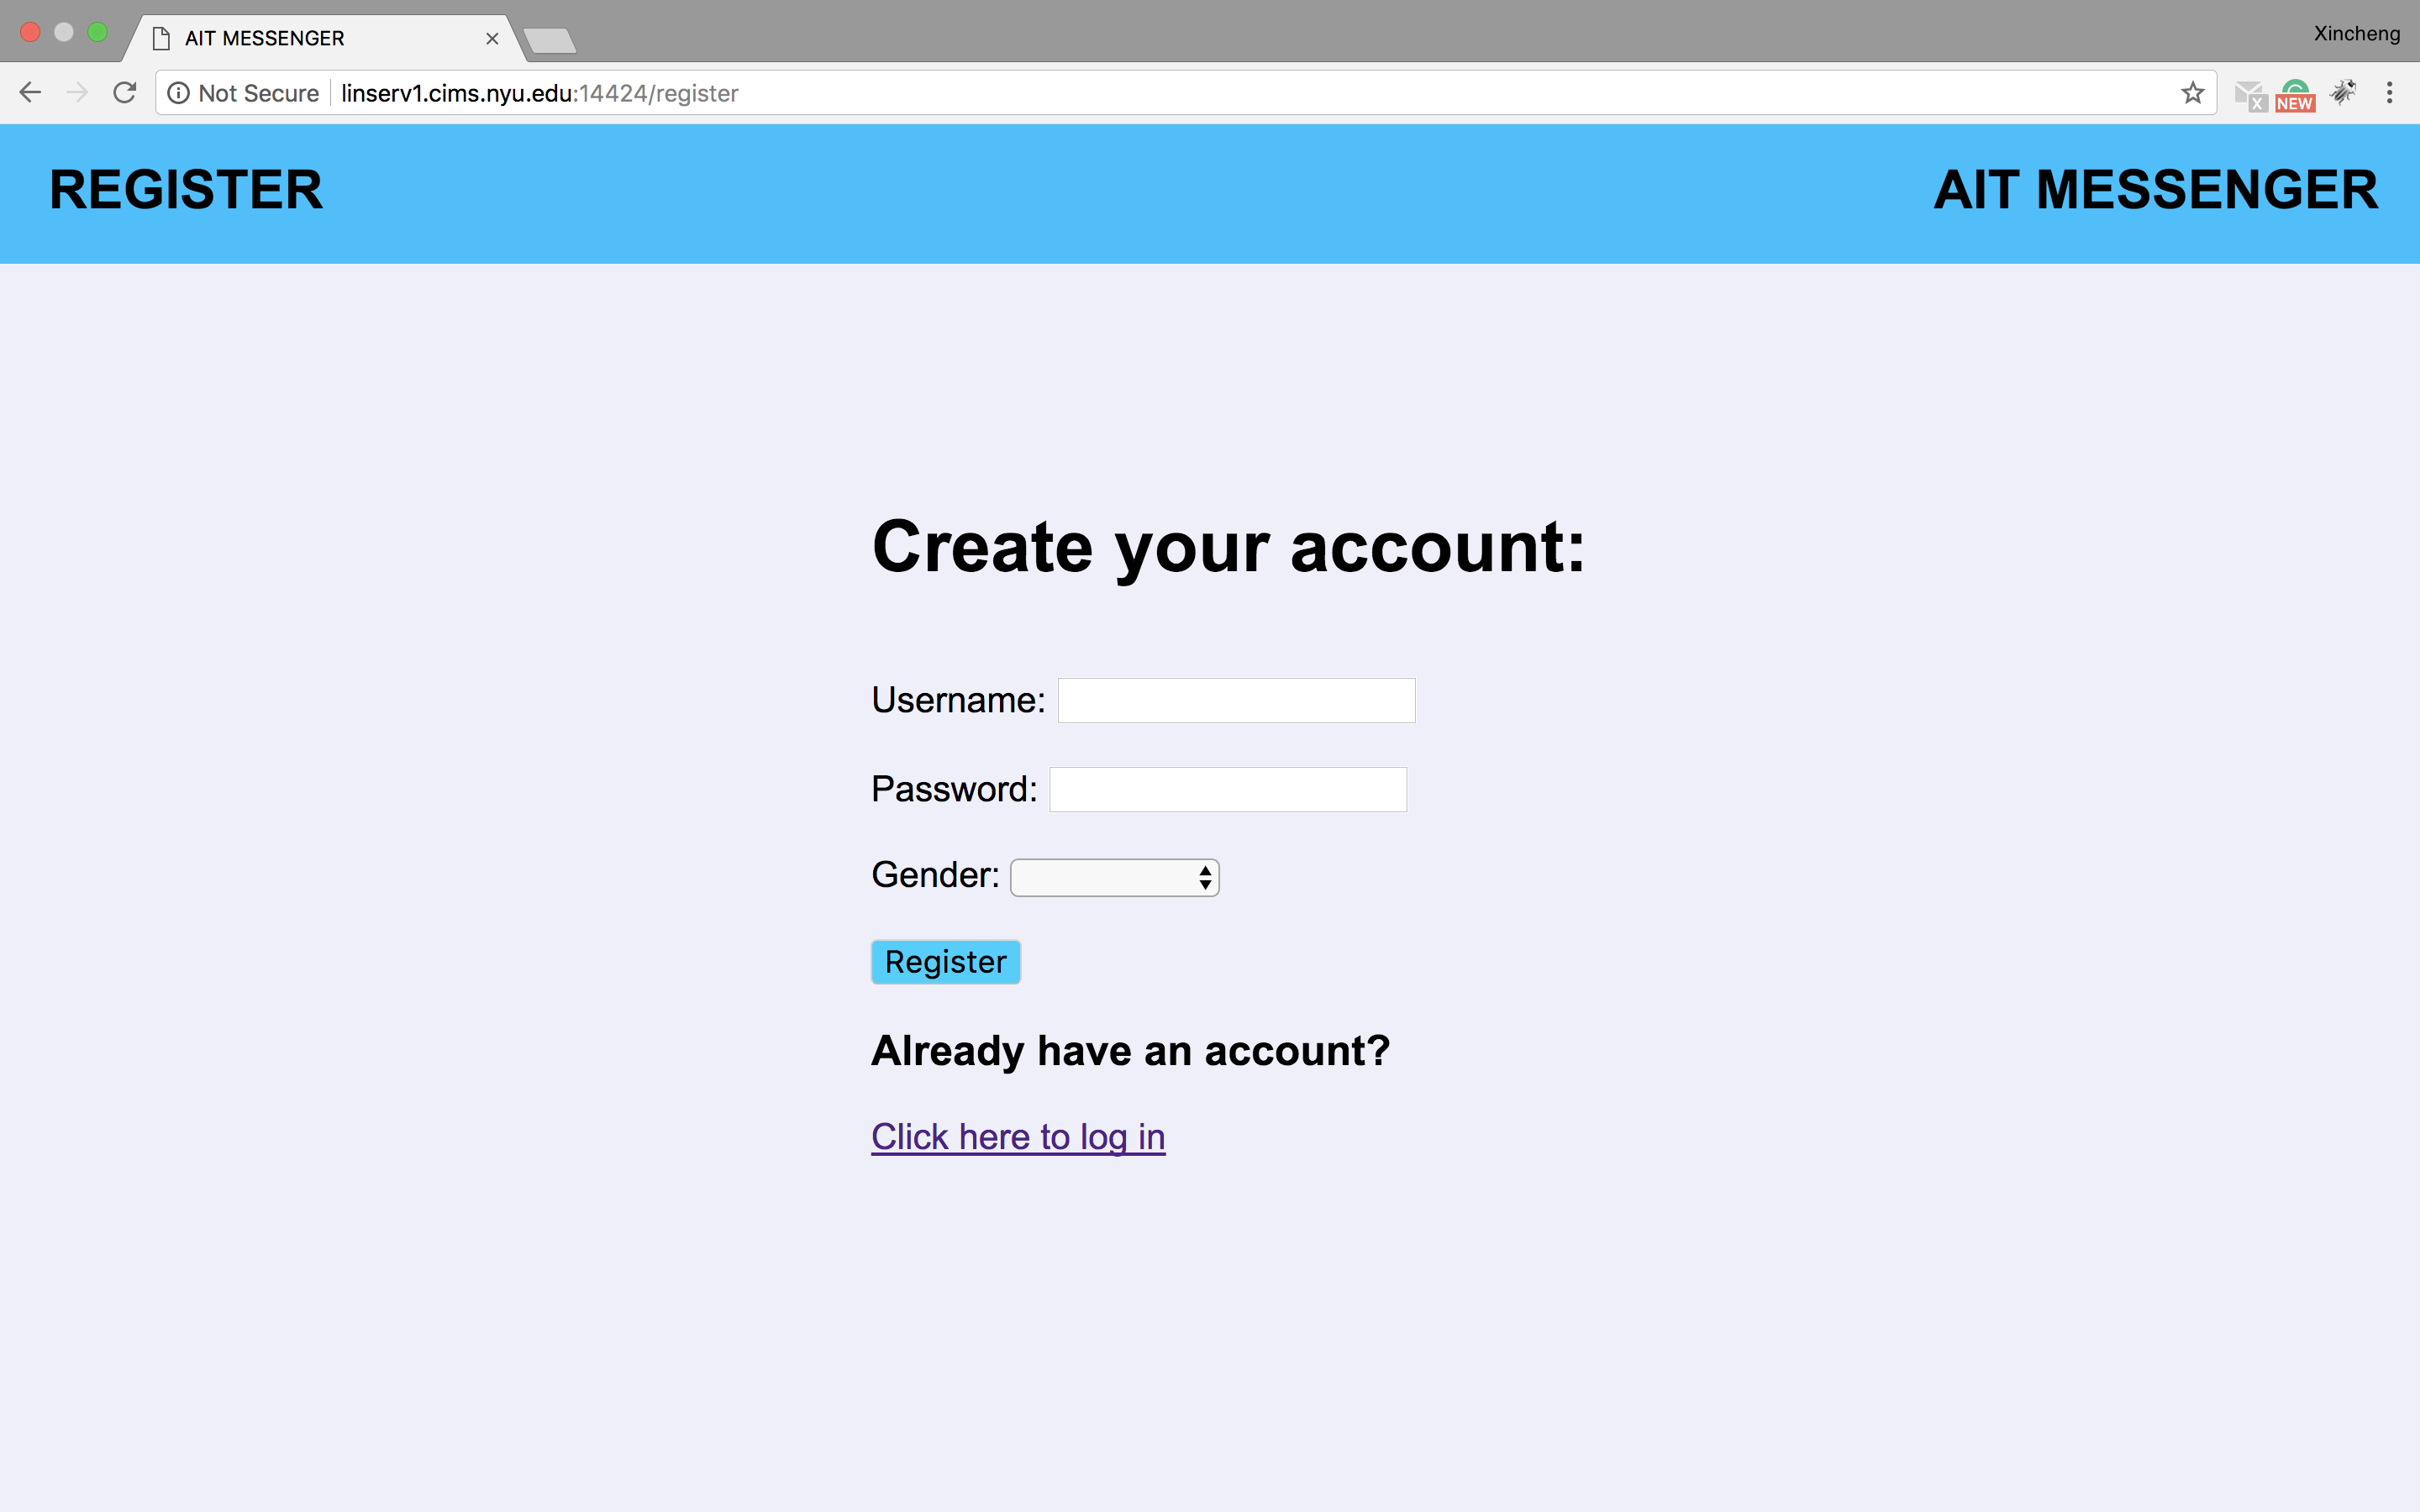 AIT MESSENGER
Xincheng
Not Secure linserv1.cims.nyu.edu:14424/register
X
NEW
REGISTER
AIT MESSENGER
Create your account:
Username:
Password:
Gender:
Register
Already have an account?
Click here to log in